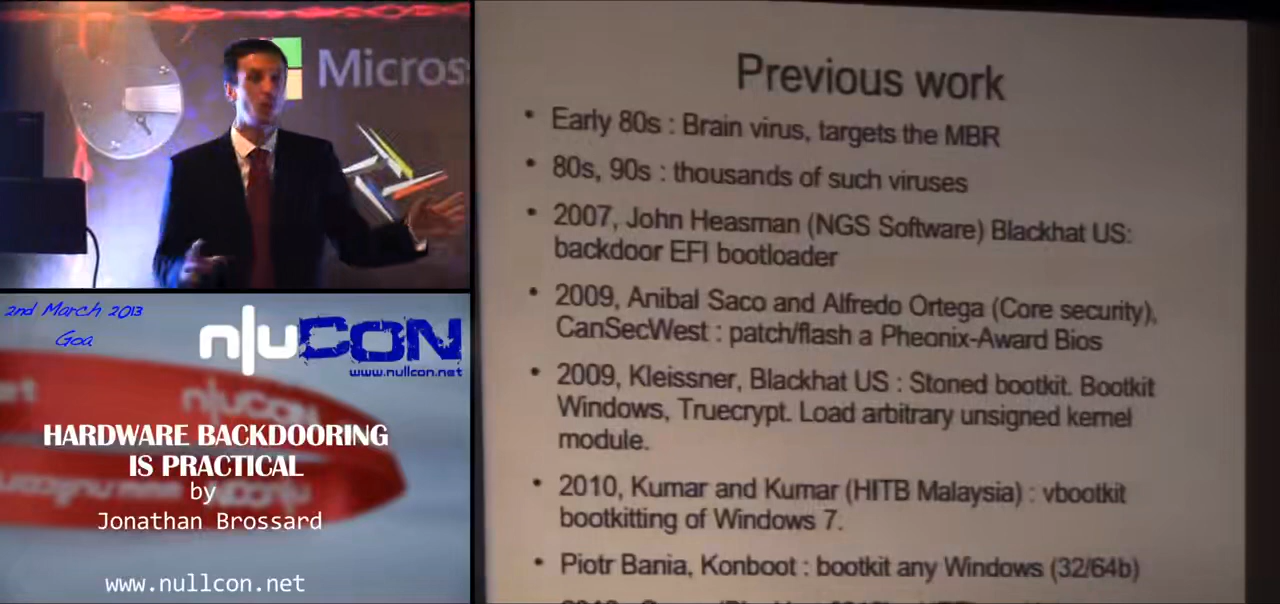 Micros
2nd March 2013
Goa
n|uCON
www.nullcon.net
n|uCON
HARDWARE BACKDOORING
IS PRACTICAL
by
Jonathan Brossard
www.nullcon.net
Previous work
• Early 80s : Brain virus, targets the MBR
• 80s, 90s : thousands of such viruses
• 2007, John Heasman (NGS Software) Blackhat US:
backdoor EFI bootloader
• 2009, Anibal Saco and Alfredo Ortega (Core security),
CanSecWest : patch/flash a Pheonix-Award Bios
• 2009, Kleissner, Blackhat US : Stoned bootkit. Bootkit
Windows, Truecrypt. Load arbitrary unsigned kernel
module.
• 2010, Kumar and Kumar (HITB Malaysia) : vbootkit
bootkitting of Windows 7.
• Piotr Bania, Konboot : bootkit any Windows (32/64b)